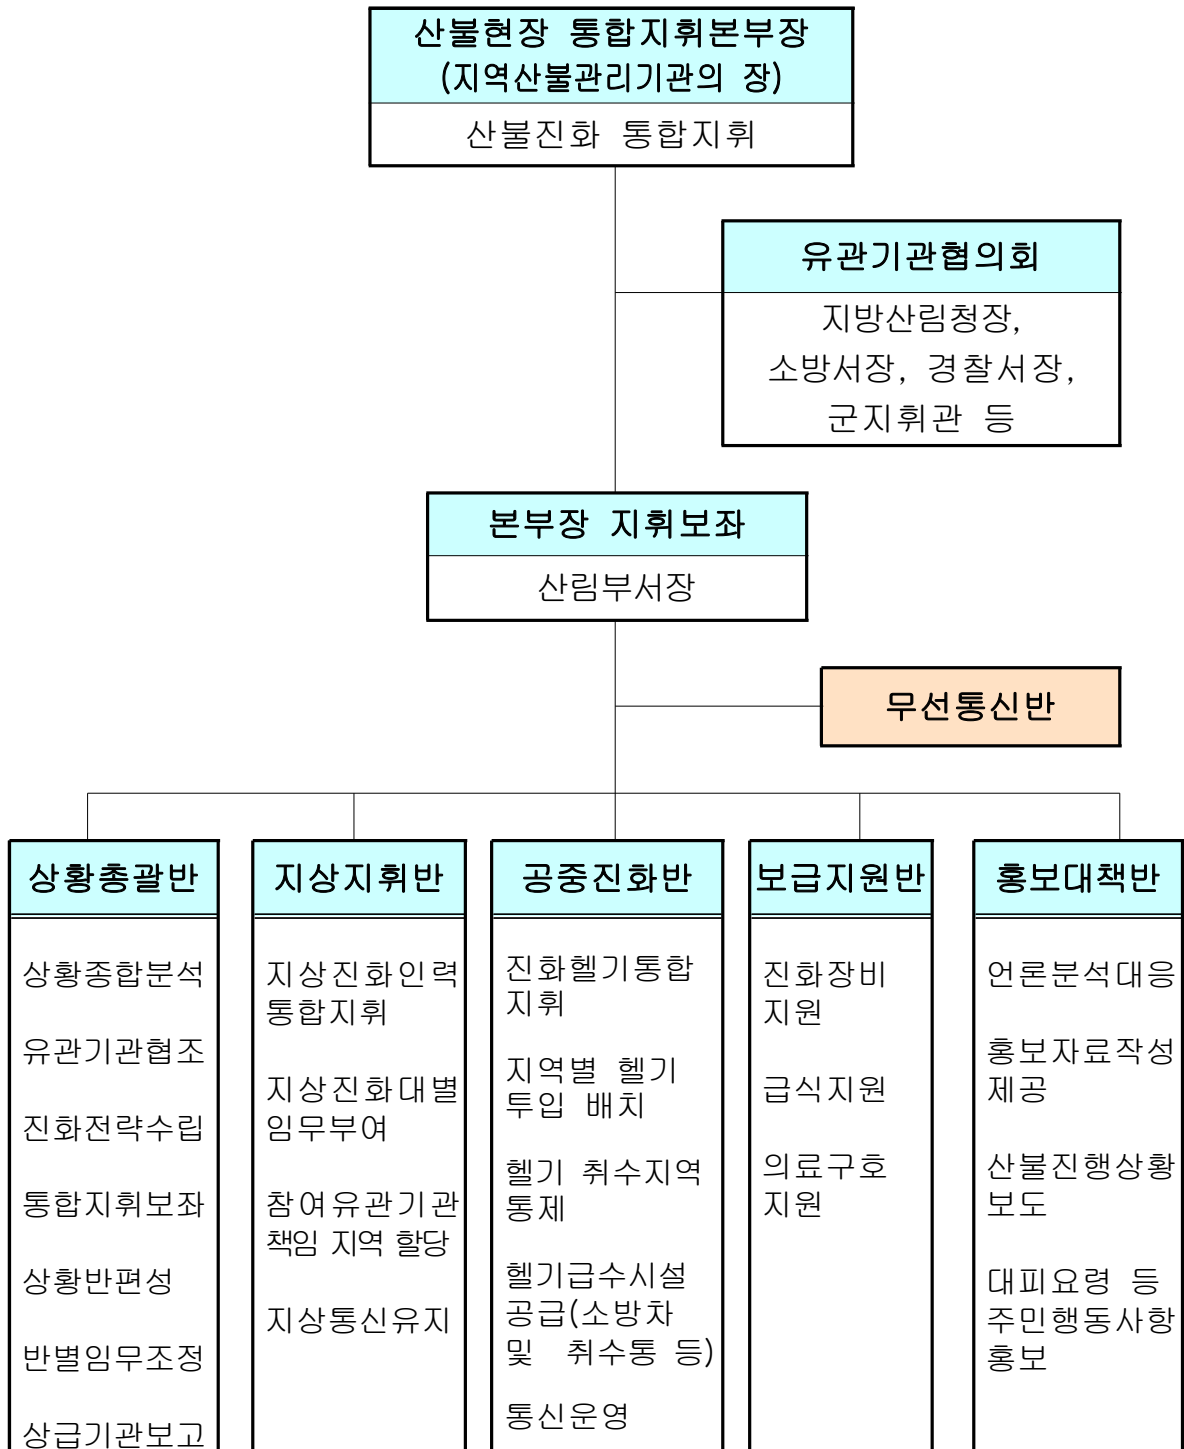 산불현장 통합지휘본부장
(지역산불관리기관의 장)
산불진화 통합지휘
유관기관협의회
지방산림청장,
소방서장, 경찰서장,
군지휘관 등
본부장 지휘보좌
산림부서장
무선통신반
상황총괄반
상황종합분석
유관기관협조
진화전략수립
통합지휘보좌
상황반편성
반별임무조정
상급기관보고
지상지휘반
지상진화인력
통합지휘
지상진화대별
임무부여
참여유관기관
책임 지역 할당
지상통신유지
공중진화반
진화헬기통합
지휘
지역별 헬기
투입 배치
헬기 취수지역
통제
헬기급수시설
공급(소방차
및 취수통 등)
통신운영
보급지원반
진화장비
지원
급식지원
의료구호
지원
홍보대책반
언론분석대응
홍보자료작성
제공
산불진행상황
보도
대피요령 등
주민행동사항
홍보